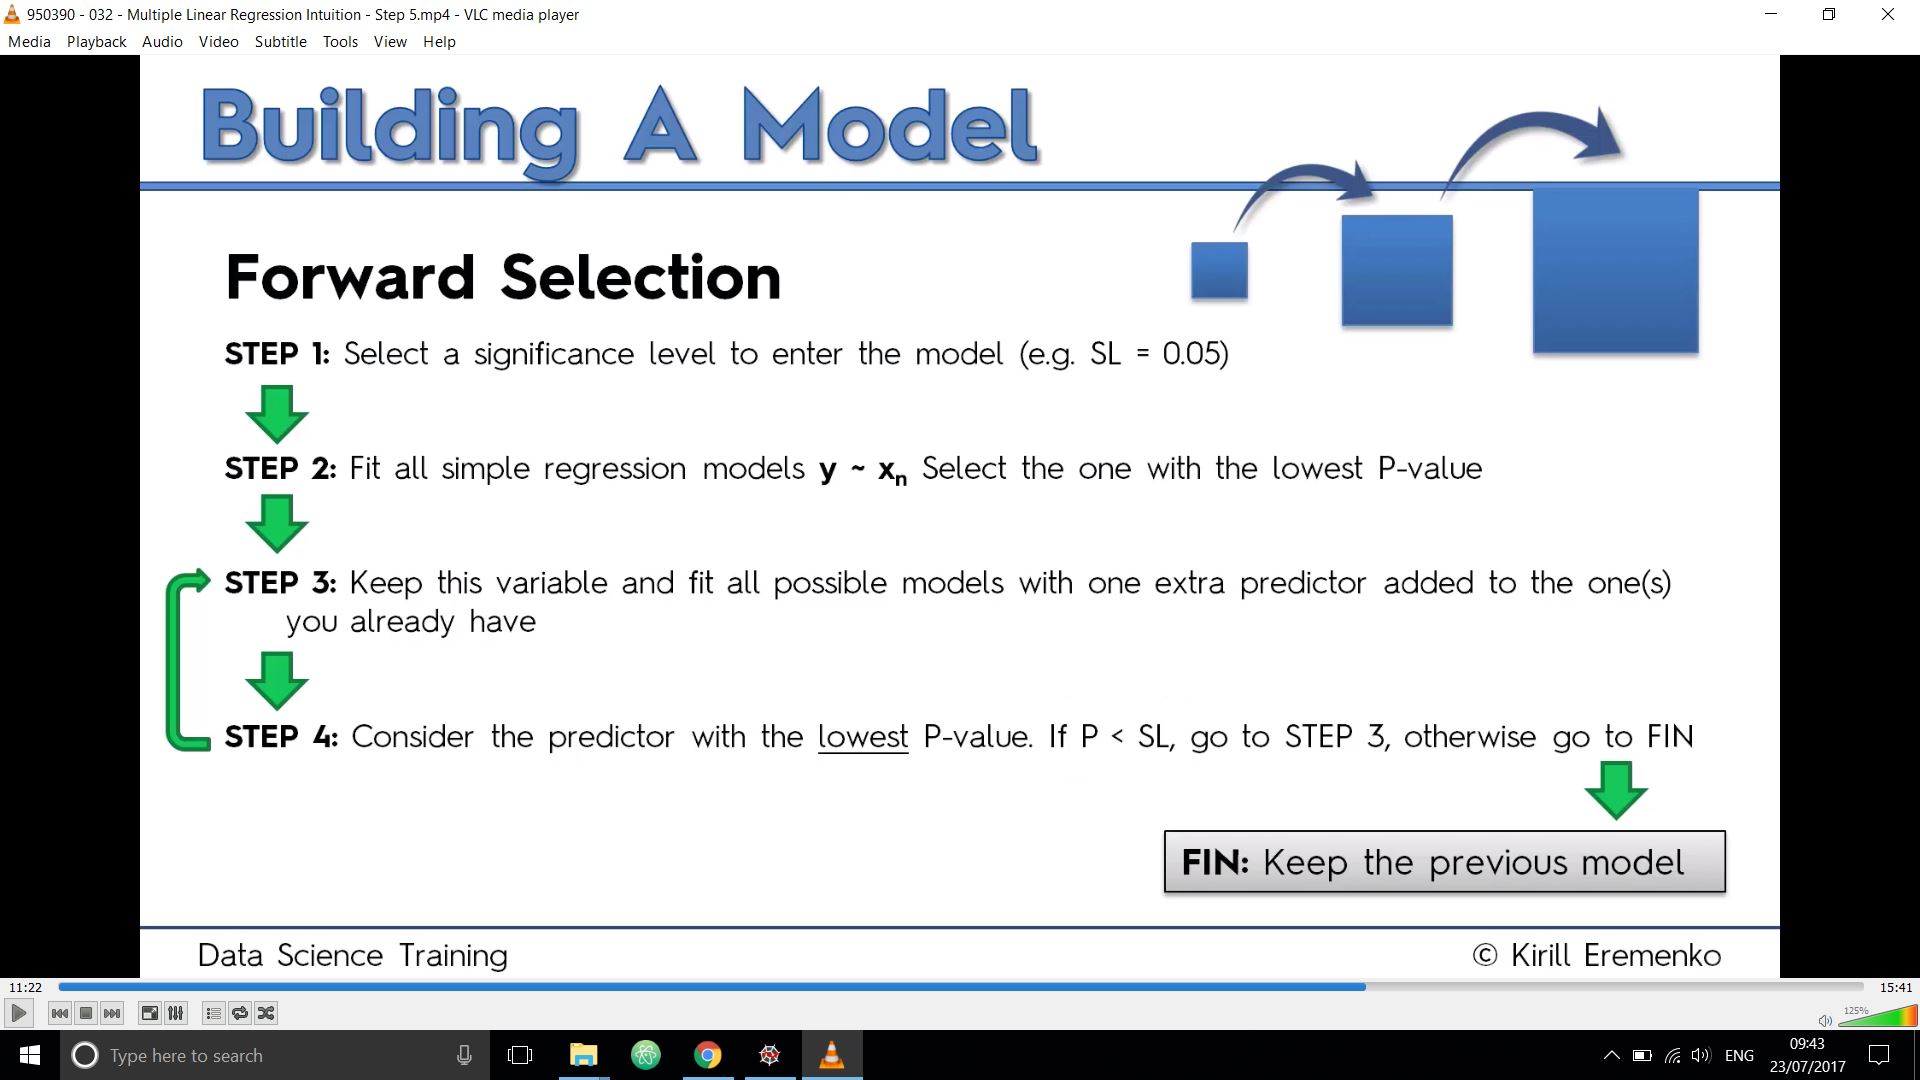 950390 - 032 - Multiple Linear Regression Intuition - Step 5.mp4 - VLC media player
Media Playback Audio Video Subtitle Tools View Help
Building A Model
Forward Selection
STEP 1: Select a significance level to enter the model (e.g. SL = 0.05)
STEP 2: Fit all simple regression models y ~ xn Select the one with the lowest P-value
STEP 3: Keep this variable and fit all possible models with one extra predictor added to the one(s)
you already have
STEP 4: Consider the predictor with the lowest P-value. If P < SL, go to STEP 3, otherwise go to FIN
FIN: Keep the previous model
Data Science Training
© Kirill Eremenko
11:22
15:41
125%
Type here to search
ENG
09:43
23/07/2017